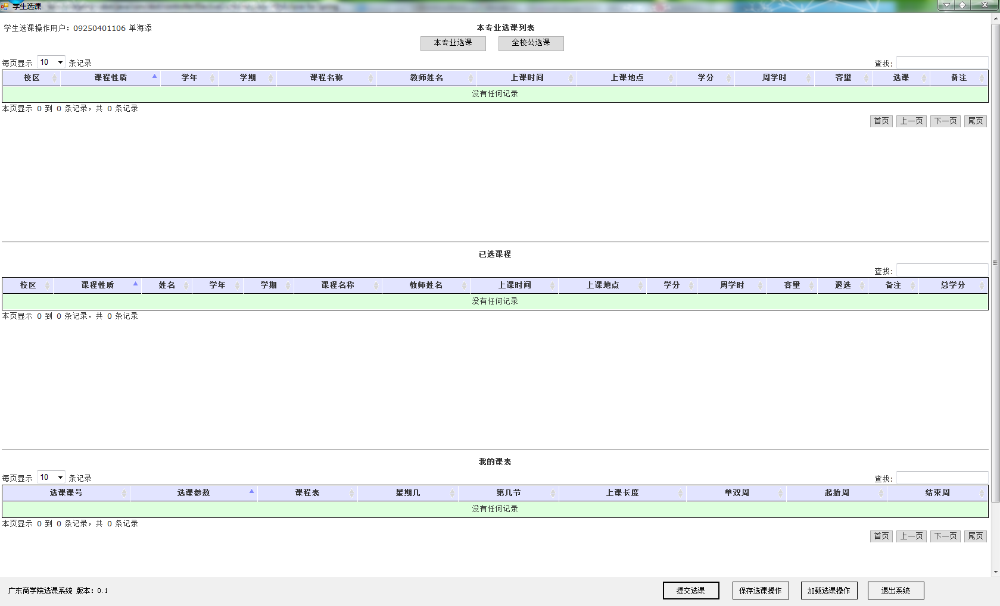 学生选课
学生选课操作用户：09250401106 单海添
本专业选课列表
本专业选课 全校公选课
每页显示 10 条记录 查找:
校区 课程性质 学年 学期 课程名称 教师姓名 上课时间 上课地点 学分 周学时 容量 选课 备注
没有任何记录
本页显示 0 到 0 条记录，共 0 条记录
首页 上一页 下一页 尾页
已选课程
查找:
校区 课程性质 姓名 学年 学期 课程名称 教师姓名 上课时间 上课地点 学分 周学时 容量 退选 备注 总学分
没有任何记录
本页显示 0 到 0 条记录，共 0 条记录
我的课表
每页显示 10 条记录 查找:
选课课号 选课参数 课程表 星期几 第几节 上课长度 单双周 起始周 结束周
没有任何记录
本页显示 0 到 0 条记录，共 0 条记录
首页 上一页 下一页 尾页
广东商学院选课系统 版本：0.1 提交选课 保存选课操作 加载选课操作 退出系统